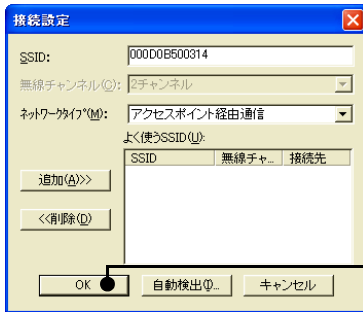 接続設定
SSID: 000D0B500314
無線チャンネル(C): 2チャンネル
ネットワークタイプ(M): アクセスポイント経由通信
よく使うSSID(U):
SSID 無線チャ... 接続先
追加(A)>>
<<削除(D)
OK 自動検出(I)... キャンセル